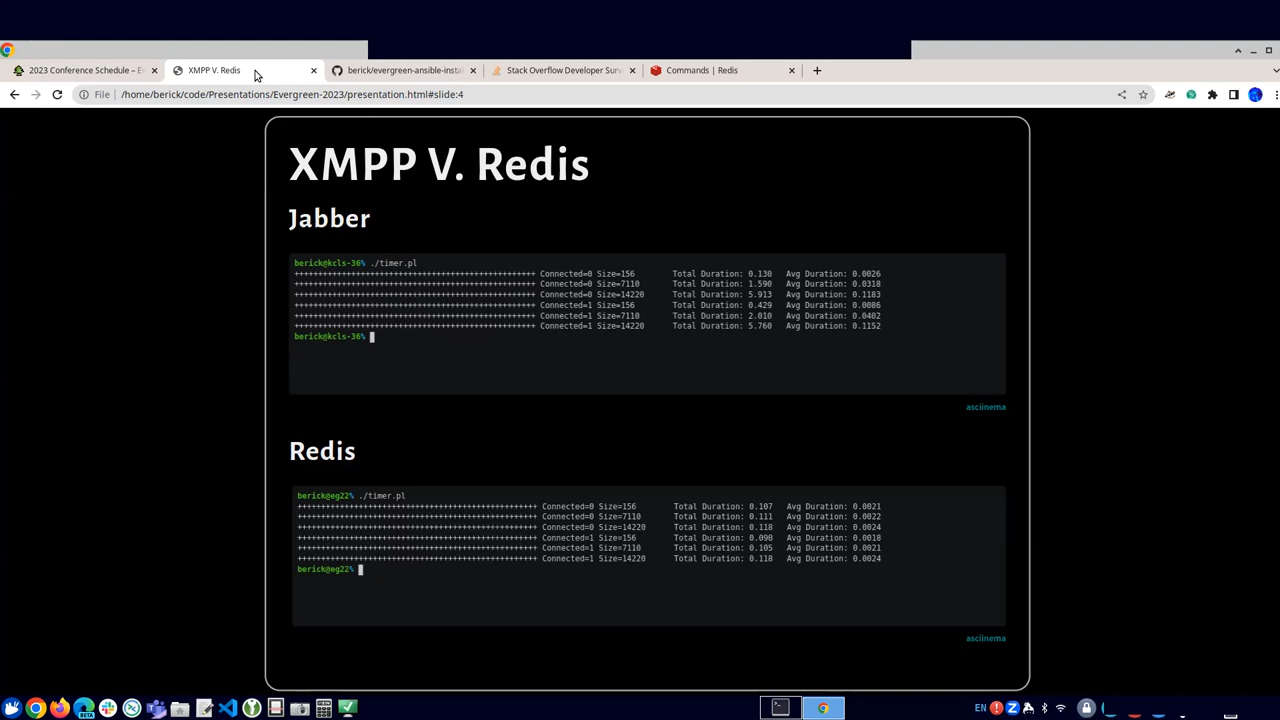 2023 Conference Schedule – Ev
XMPP V. Redis
berick/evergreen-ansible-instal
Stack Overflow Developer Surv
Commands | Redis
File
/home/berick/code/Presentations/Evergreen-2023/presentation.html#slide:4
XMPP V. Redis
Jabber
berick@kcls-36% ./timer.pl
++++++++++++++++++++++++++++++++++++++++++++++++++ Connected=0 Size=156 Total Duration: 0.130 Avg Duration: 0.0026
++++++++++++++++++++++++++++++++++++++++++++++++++ Connected=0 Size=7110 Total Duration: 1.590 Avg Duration: 0.0318
++++++++++++++++++++++++++++++++++++++++++++++++++ Connected=0 Size=14220 Total Duration: 5.913 Avg Duration: 0.1183
++++++++++++++++++++++++++++++++++++++++++++++++++ Connected=1 Size=156 Total Duration: 0.429 Avg Duration: 0.0086
++++++++++++++++++++++++++++++++++++++++++++++++++ Connected=1 Size=7110 Total Duration: 2.010 Avg Duration: 0.0402
++++++++++++++++++++++++++++++++++++++++++++++++++ Connected=1 Size=14220 Total Duration: 5.760 Avg Duration: 0.1152
berick@kcls-36%
asciinema
Redis
berick@eg22% ./timer.pl
++++++++++++++++++++++++++++++++++++++++++++++++++ Connected=0 Size=156 Total Duration: 0.107 Avg Duration: 0.0021
++++++++++++++++++++++++++++++++++++++++++++++++++ Connected=0 Size=7110 Total Duration: 0.111 Avg Duration: 0.0022
++++++++++++++++++++++++++++++++++++++++++++++++++ Connected=0 Size=14220 Total Duration: 0.118 Avg Duration: 0.0024
++++++++++++++++++++++++++++++++++++++++++++++++++ Connected=1 Size=156 Total Duration: 0.090 Avg Duration: 0.0018
++++++++++++++++++++++++++++++++++++++++++++++++++ Connected=1 Size=7110 Total Duration: 0.105 Avg Duration: 0.0021
++++++++++++++++++++++++++++++++++++++++++++++++++ Connected=1 Size=14220 Total Duration: 0.118 Avg Duration: 0.0024
berick@eg22%
asciinema
EN